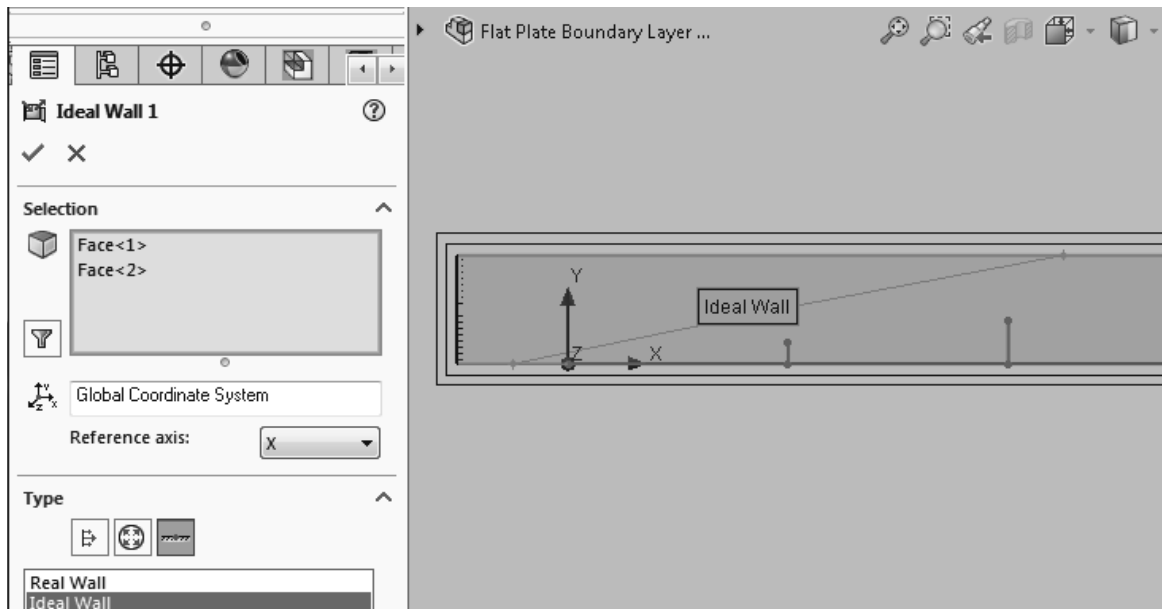 Flat Plate Boundary Layer ...
Ideal Wall 1
Selection
Face<1>
Face<2>
Global Coordinate System
Reference axis:
X
Type
Real Wall
Ideal Wall
Y
Ideal Wall
Z
X